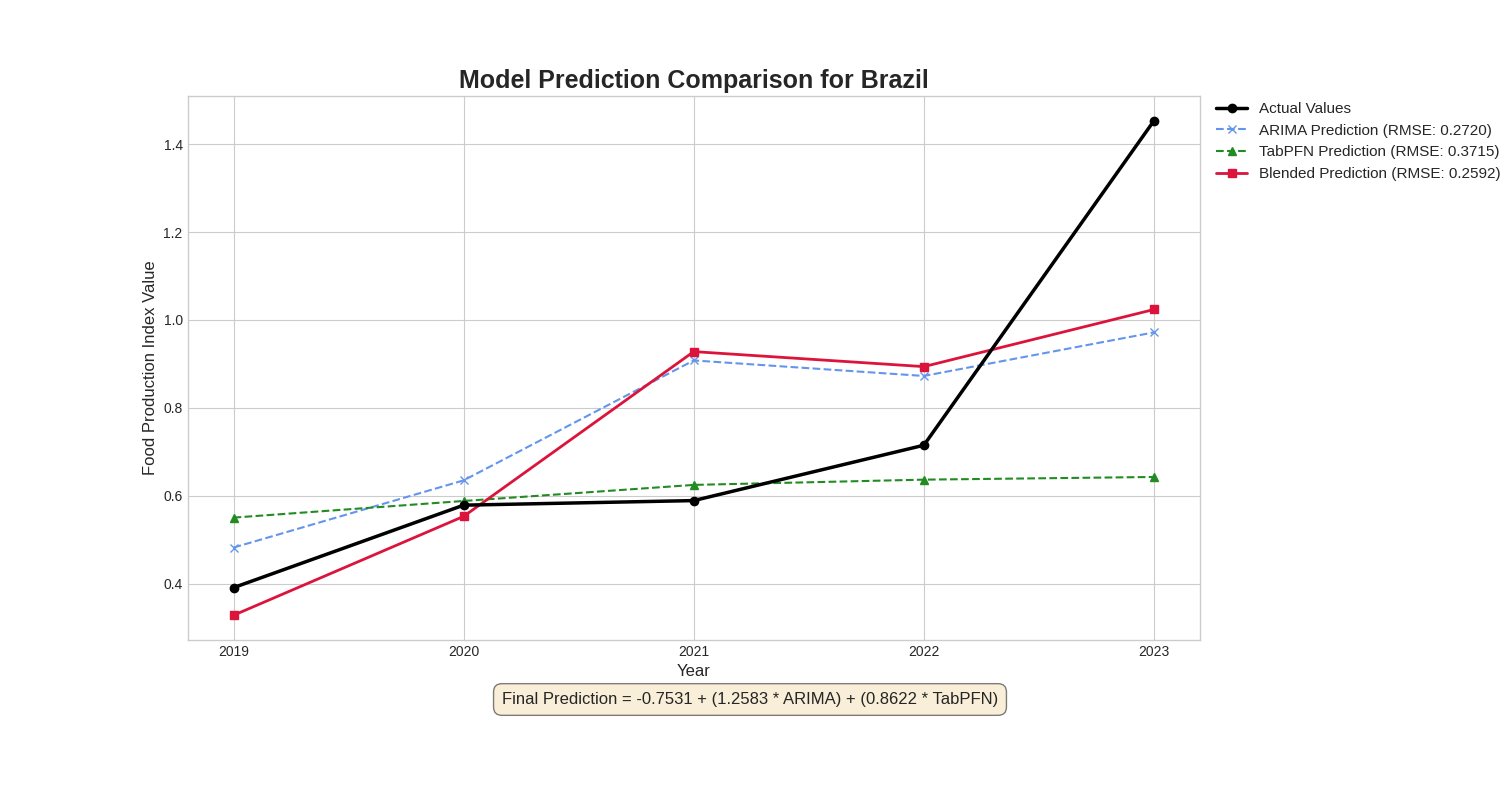 Model Prediction Comparison for Brazil
Actual Values
ARIMA Prediction (RMSE: 0.2720)
TabPFN Prediction (RMSE: 0.3715)
Blended Prediction (RMSE: 0.2592)
Food Production Index Value
1.4
1.2
1.0
0.8
0.6
0.4
2019 2020 2021 2022 2023
Year
Final Prediction = -0.7531 + (1.2583 * ARIMA) + (0.8622 * TabPFN)